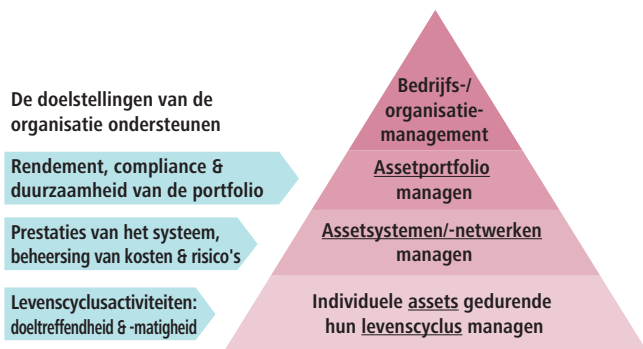 De doelstellingen van de
organisatie ondersteunen
Bedrijfs-/
organisatie-
management
Rendement, compliance &
duurzaamheid van de portfolio
Assetportfolio
managen
Prestaties van het systeem,
beheersing van kosten & risico's
Assetsystemen/-netwerken
managen
Levenscyclusactiviteiten:
doeltreffendheid & -matigheid
Individuele assets gedurende
hun levenscyclus managen